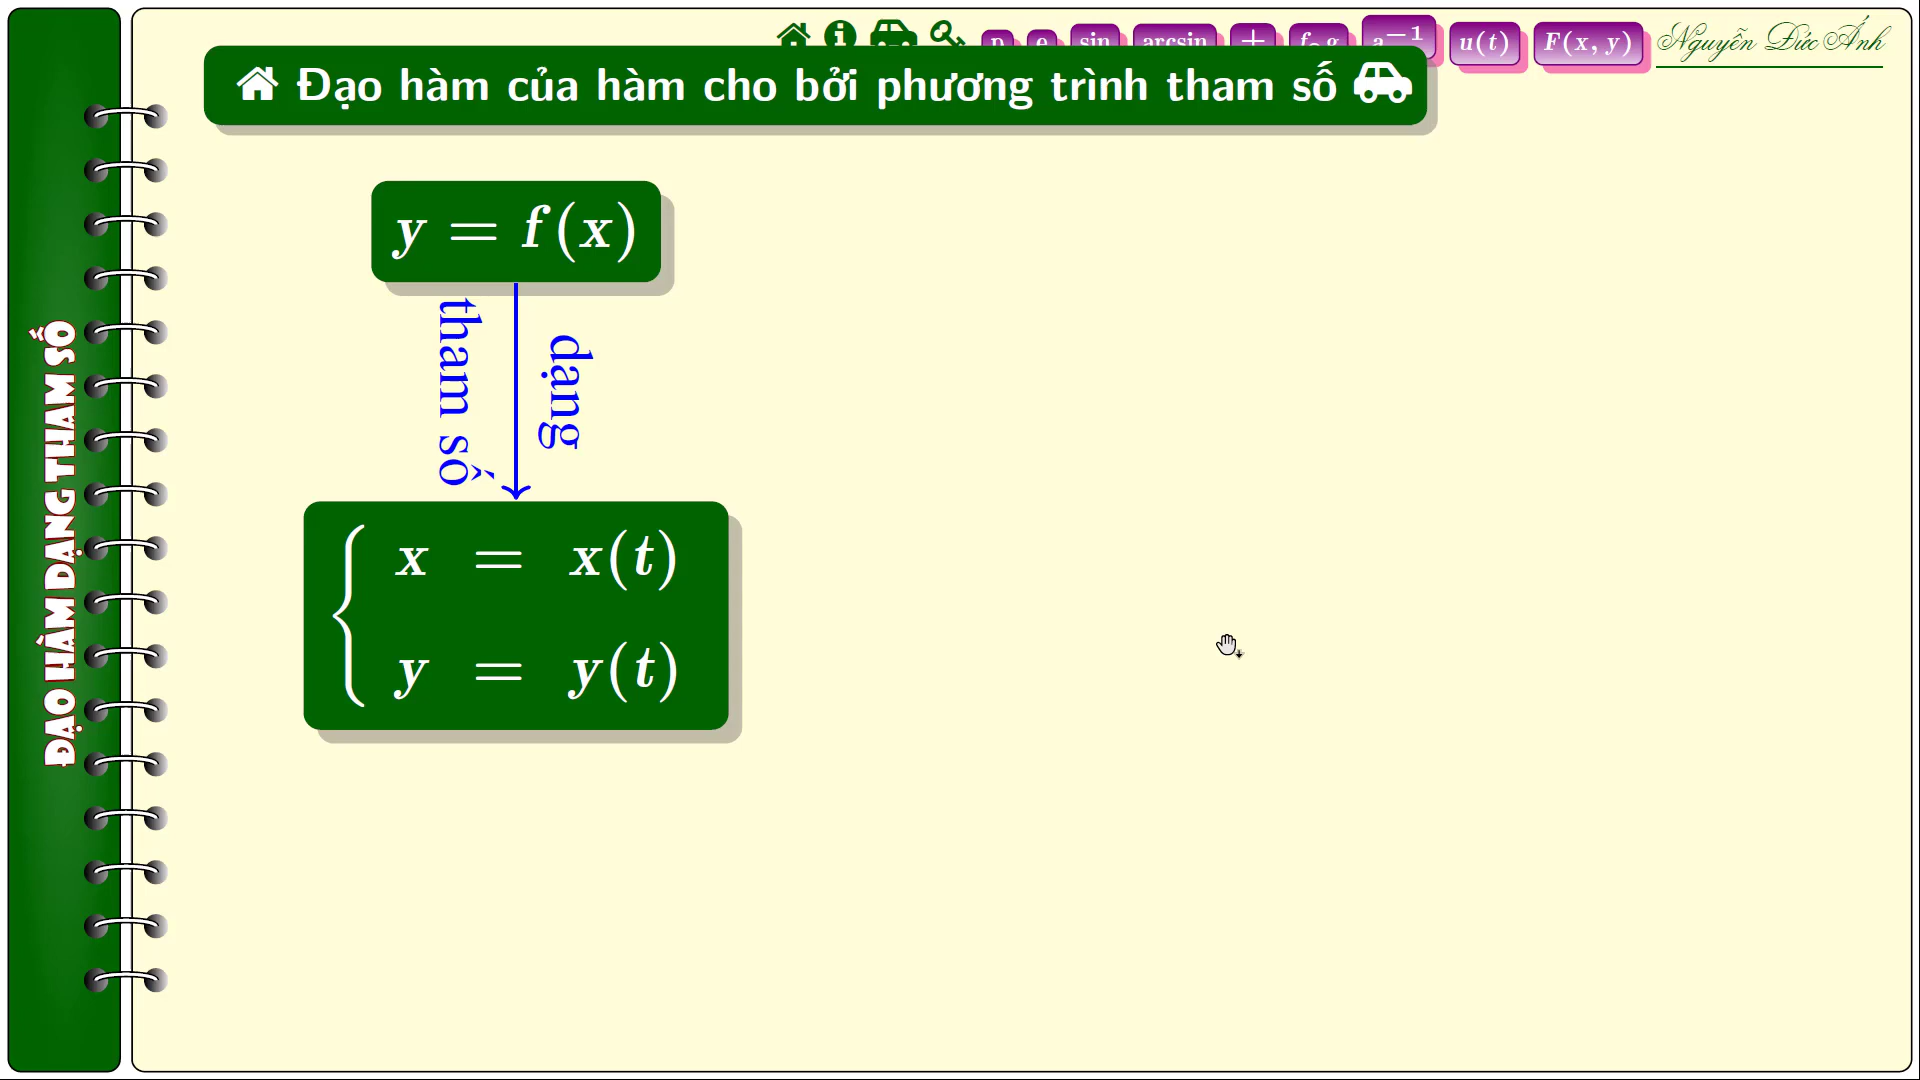 p e sin arcsin + f∘g a⁻¹ u(t) F(x, y) Nguyễn Đức Ánh
Đạo hàm của hàm cho bởi phương trình tham số
y = f(x)
tham số
dạng
x = x(t)
y = y(t)
ĐẠO HÀM DẠNG THAM SỐ